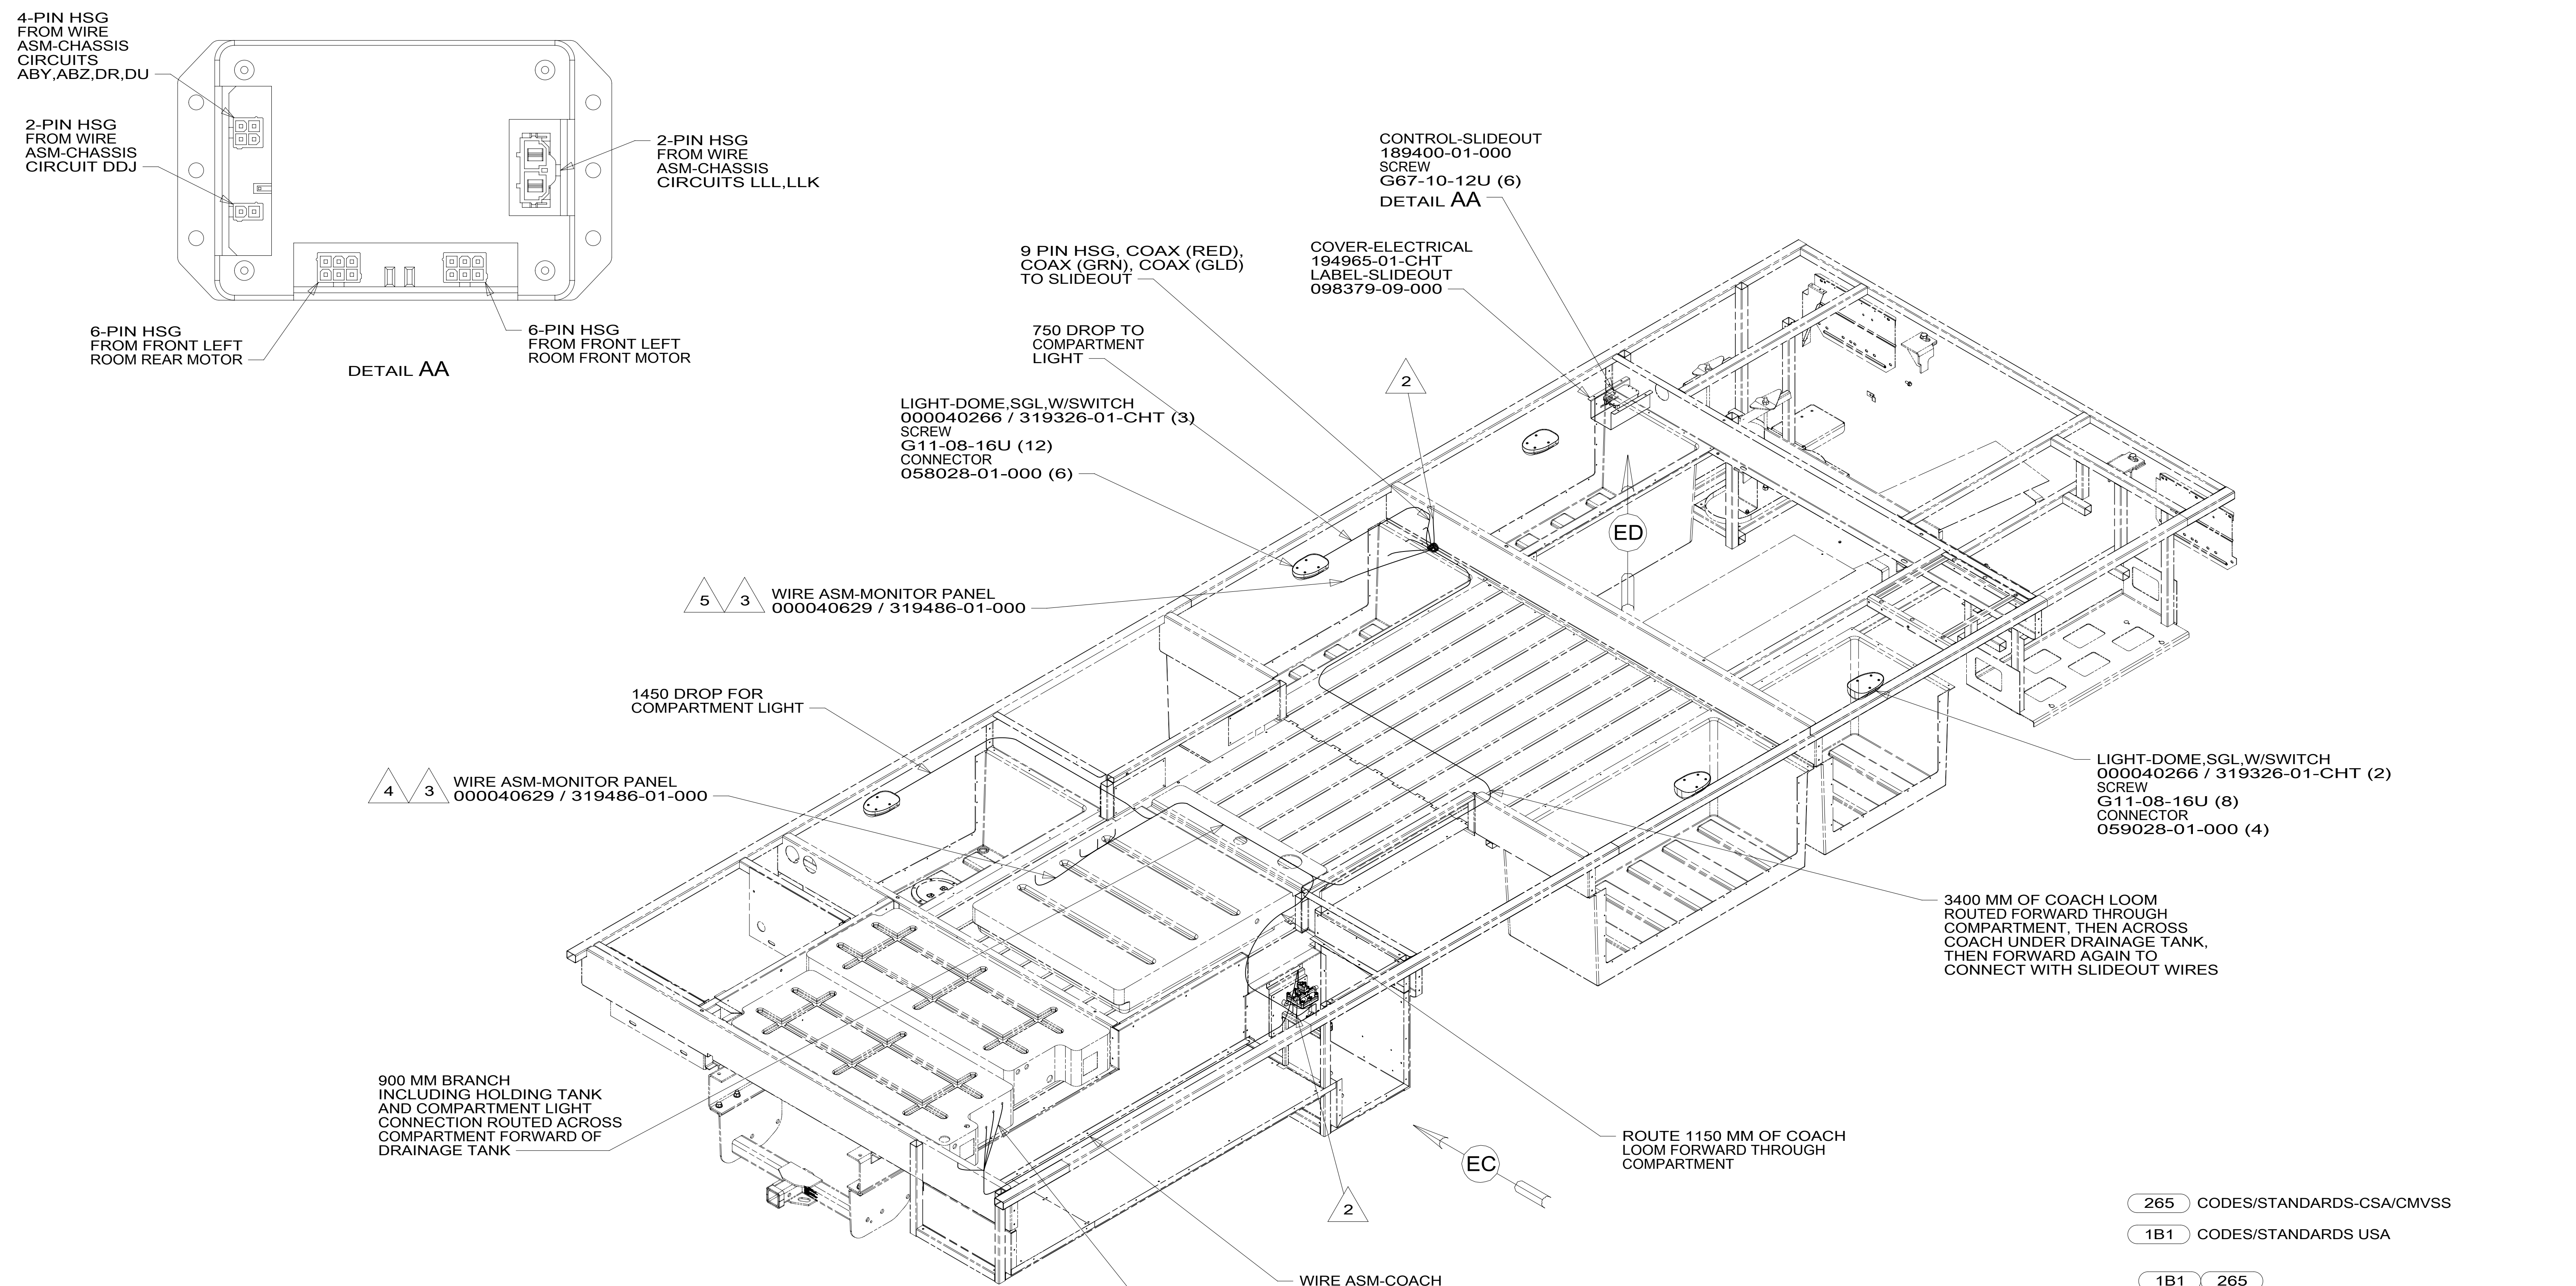 4-PIN HSG
FROM WIRE
ASM-CHASSIS
CIRCUITS
ABY,ABZ,DR,DU
2-PIN HSG
FROM WIRE
ASM-CHASSIS
CIRCUIT DDJ
2-PIN HSG
FROM WIRE
ASM-CHASSIS
CIRCUITS LLL,LLK
6-PIN HSG
FROM FRONT LEFT
ROOM REAR MOTOR
6-PIN HSG
FROM FRONT LEFT
ROOM FRONT MOTOR
DETAIL AA
CONTROL-SLIDEOUT
189400-01-000
SCREW
G67-10-12U (6)
DETAIL AA
COVER-ELECTRICAL
194965-01-CHT
LABEL-SLIDEOUT
098379-09-000
9 PIN HSG, COAX (RED),
COAX (GRN), COAX (GLD)
TO SLIDEOUT
750 DROP TO
COMPARTMENT
LIGHT
2
LIGHT-DOME,SGL,W/SWITCH
000040266 / 319326-01-CHT (3)
SCREW
G11-08-16U (12)
CONNECTOR
058028-01-000 (6)
ED
5 3 WIRE ASM-MONITOR PANEL
000040629 / 319486-01-000
1450 DROP FOR
COMPARTMENT LIGHT
4 3 WIRE ASM-MONITOR PANEL
000040629 / 319486-01-000
LIGHT-DOME,SGL,W/SWITCH
000040266 / 319326-01-CHT (2)
SCREW
G11-08-16U (8)
CONNECTOR
059028-01-000 (4)
3400 MM OF COACH LOOM
ROUTED FORWARD THROUGH
COMPARTMENT, THEN ACROSS
COACH UNDER DRAINAGE TANK,
THEN FORWARD AGAIN TO
CONNECT WITH SLIDEOUT WIRES
900 MM BRANCH
INCLUDING HOLDING TANK
AND COMPARTMENT LIGHT
CONNECTION ROUTED ACROSS
COMPARTMENT FORWARD OF
DRAINAGE TANK
ROUTE 1150 MM OF COACH
LOOM FORWARD THROUGH
COMPARTMENT
EC
2
265 CODES/STANDARDS-CSA/CMVSS
1B1 CODES/STANDARDS USA
1B1 265
WIRE ASM-COACH